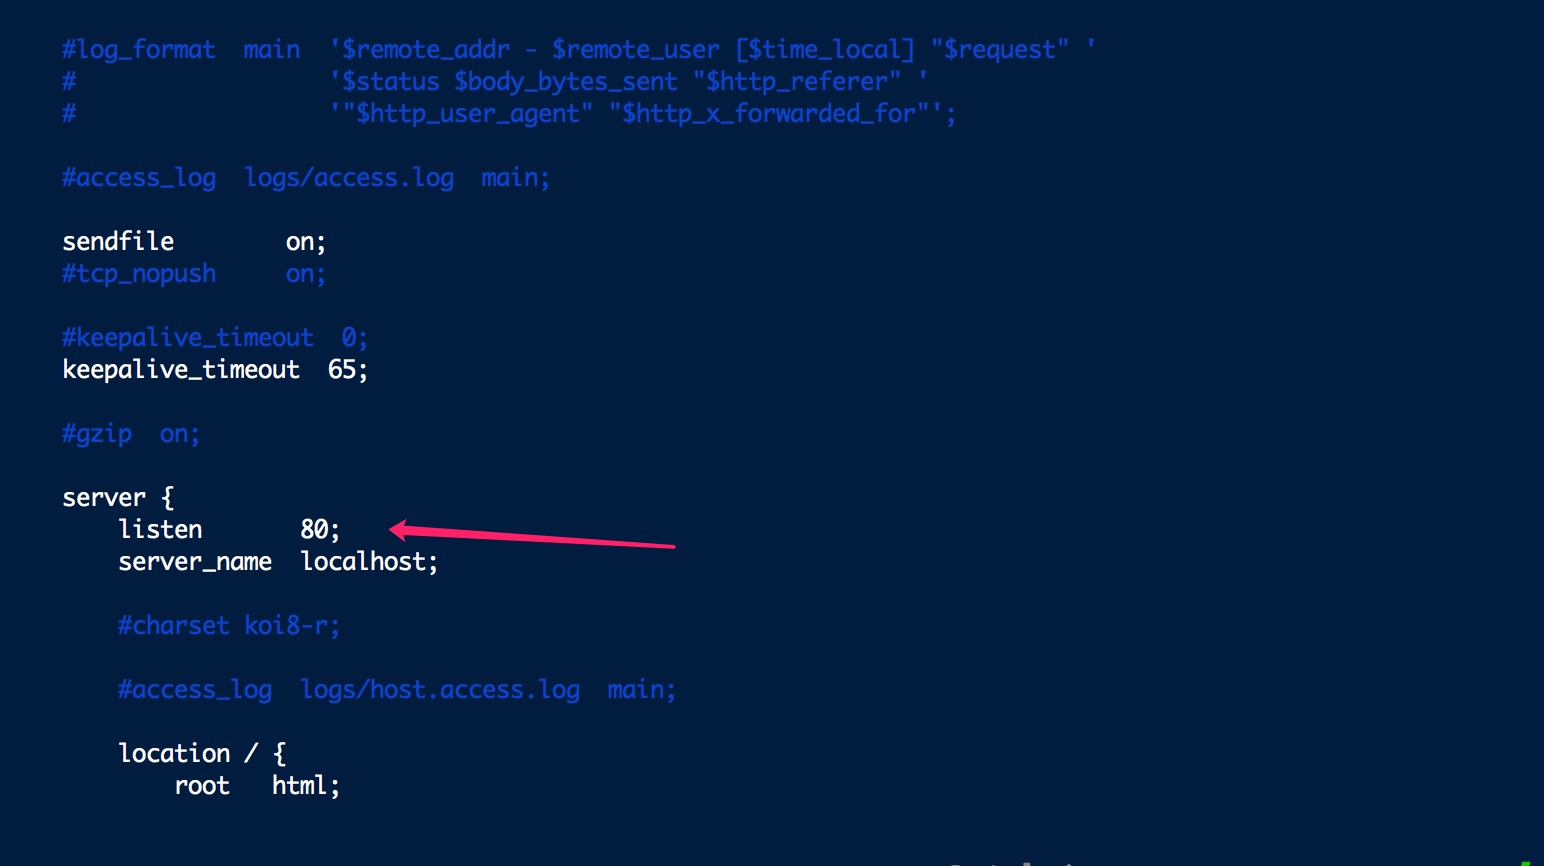 #log_format  main  '$remote_addr - $remote_user [$time_local] "$request" '
#                  '$status $body_bytes_sent "$http_referer" '
#                  '"$http_user_agent" "$http_x_forwarded_for"';
#access_log  logs/access.log  main;
sendfile        on;
#tcp_nopush     on;
#keepalive_timeout  0;
keepalive_timeout  65;
#gzip  on;
server {
    listen       80;
    server_name  localhost;
    #charset koi8-r;
    #access_log  logs/host.access.log  main;
    location / {
        root   html;